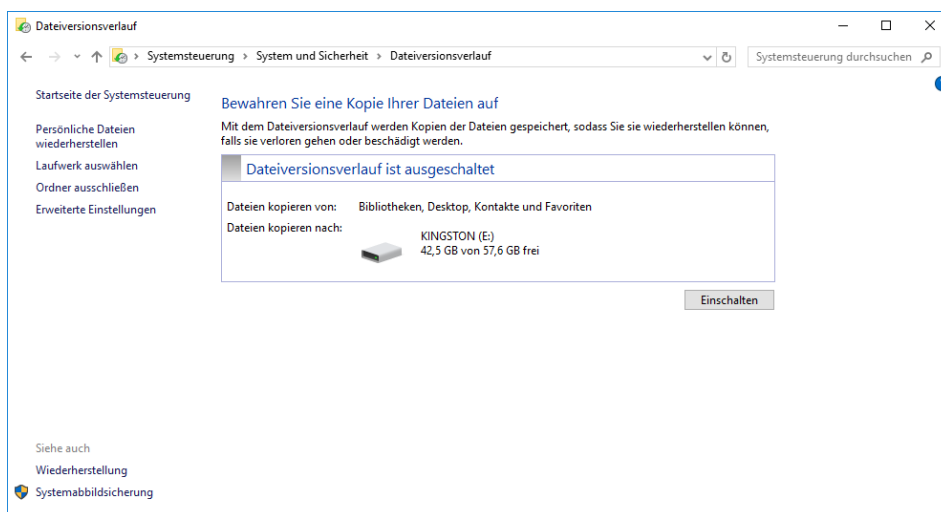 Dateiversionsverlauf
Systemsteuerung > System und Sicherheit > Dateiversionsverlauf
Systemsteuerung durchsuchen
Startseite der Systemsteuerung
Persönliche Dateien
wiederherstellen
Laufwerk auswählen
Ordner ausschließen
Erweiterte Einstellungen
Bewahren Sie eine Kopie Ihrer Dateien auf
Mit dem Dateiversionsverlauf werden Kopien der Dateien gespeichert, sodass Sie sie wiederherstellen können,
falls sie verloren gehen oder beschädigt werden.
Dateiversionsverlauf ist ausgeschaltet
Dateien kopieren von: Bibliotheken, Desktop, Kontakte und Favoriten
Dateien kopieren nach:
KINGSTON (E:)
42,5 GB von 57,6 GB frei
Einschalten
Siehe auch
Wiederherstellung
Systemabbildsicherung